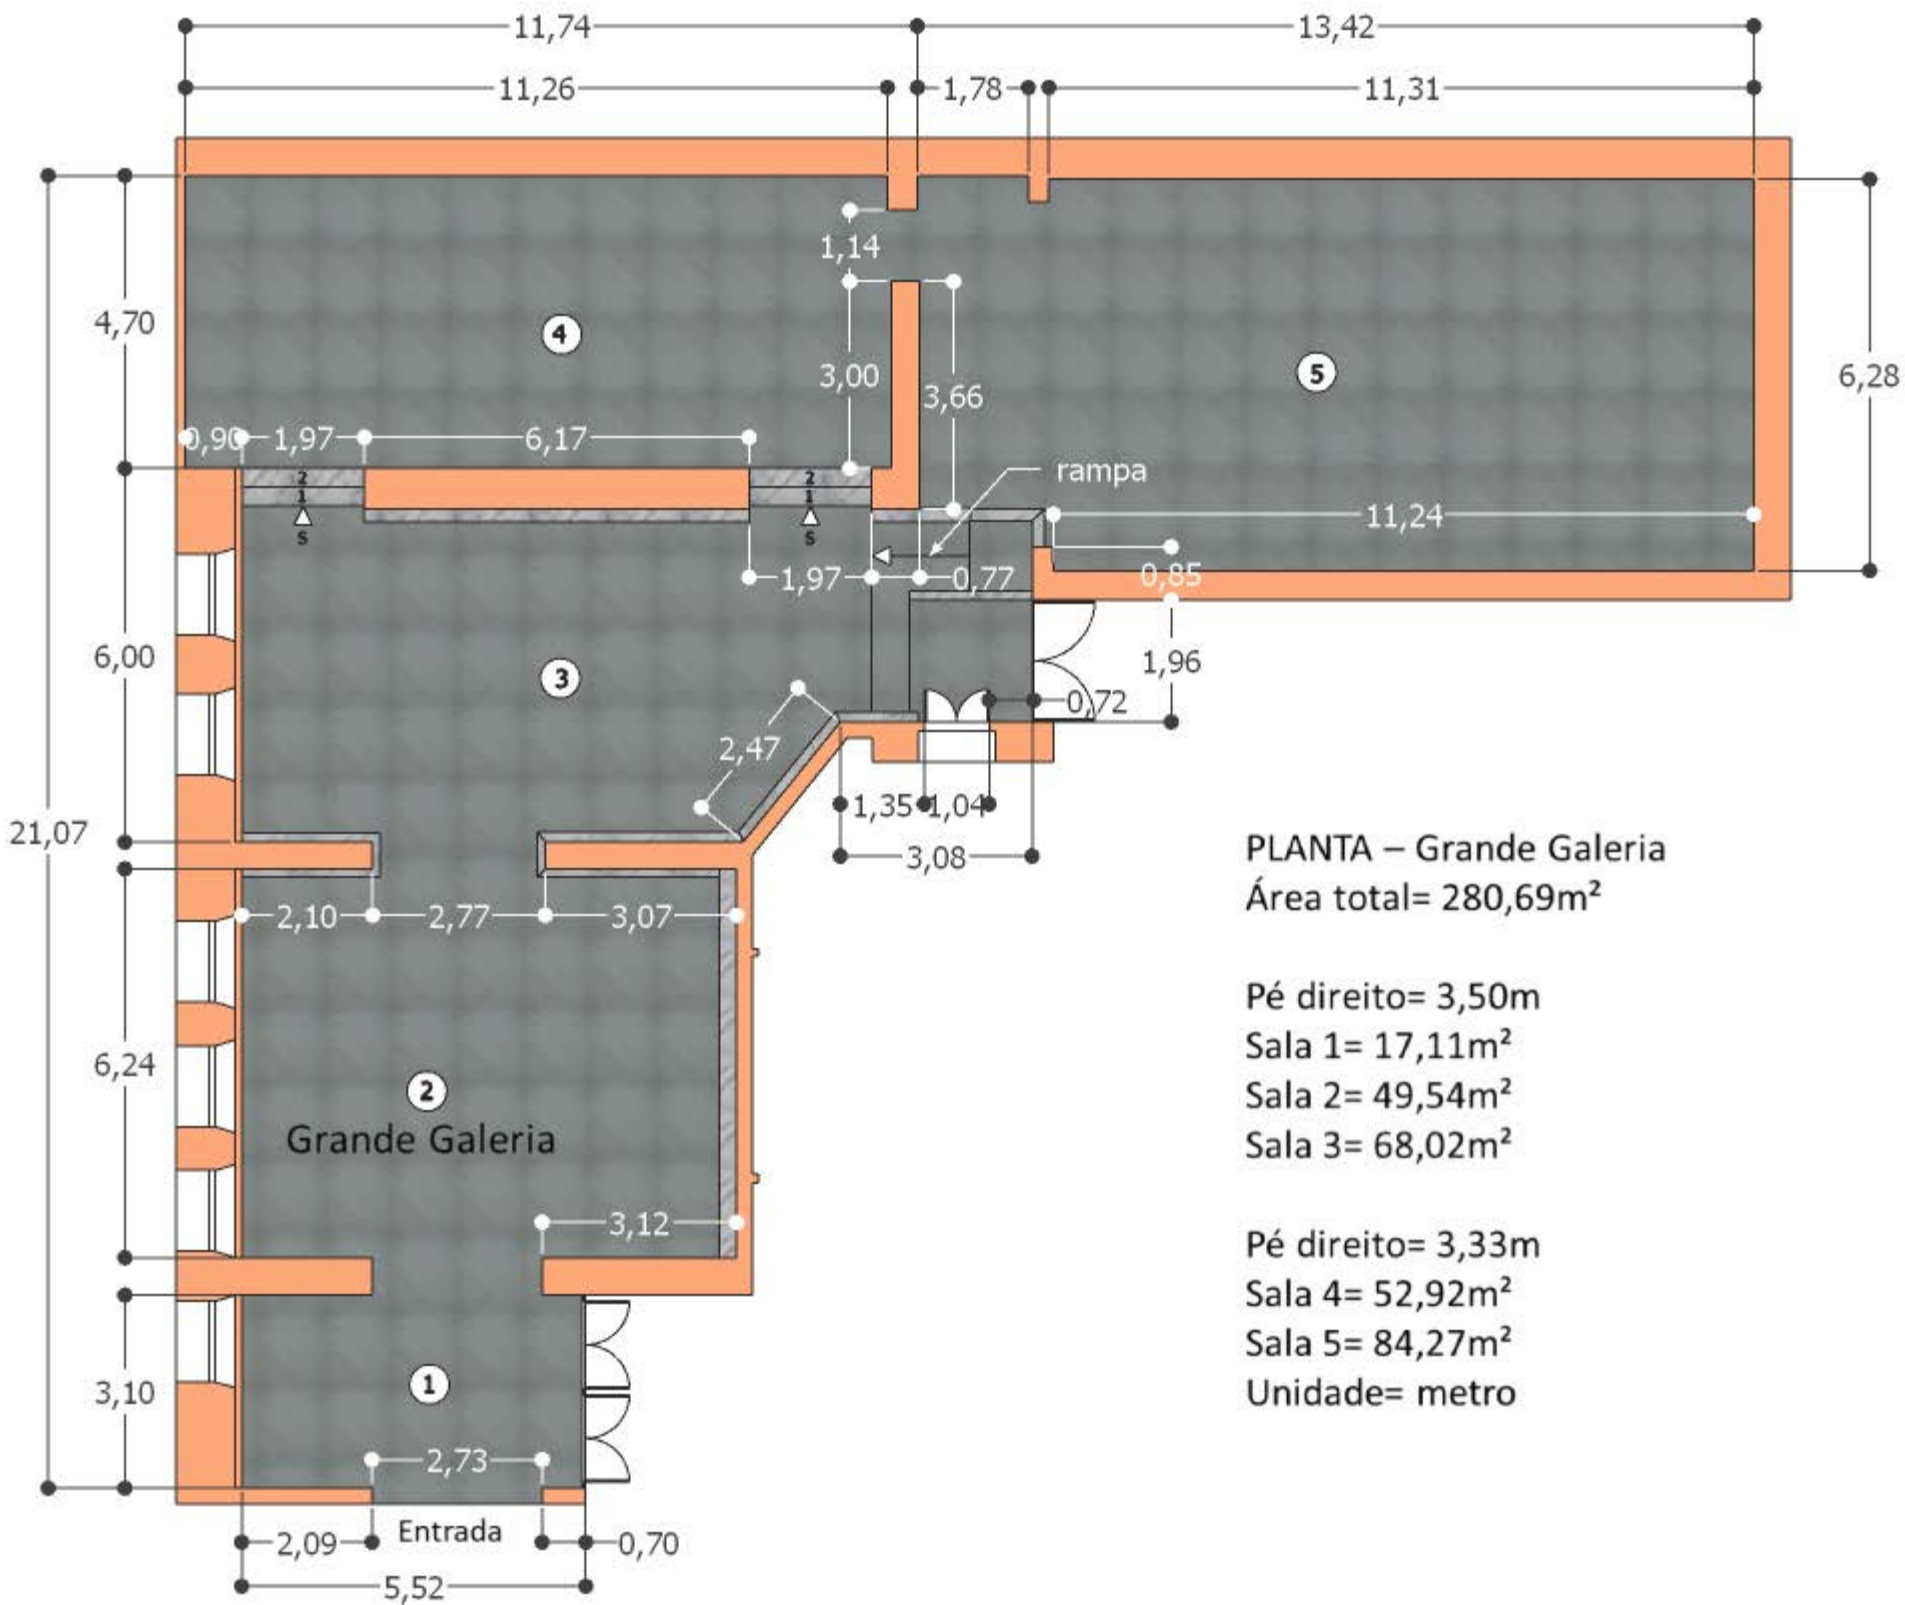 11,74
13,42
11,26
1,78
11,31
1,14
4,70
4
3,00
3,66
5
6,28
0,90
1,97
6,17
rampa
2
1
S
2
1
S
11,24
1,97
0,77
0,85
6,00
3
1,96
0,72
2,47
1,35
1,04
3,08
21,07
2,10
2,77
3,07
6,24
2
Grande Galeria
3,12
3,10
1
2,73
2,09
Entrada
0,70
5,52
PLANTA – Grande Galeria
Área total= 280,69m²
Pé direito= 3,50m
Sala 1= 17,11m²
Sala 2= 49,54m²
Sala 3= 68,02m²
Pé direito= 3,33m
Sala 4= 52,92m²
Sala 5= 84,27m²
Unidade= metro